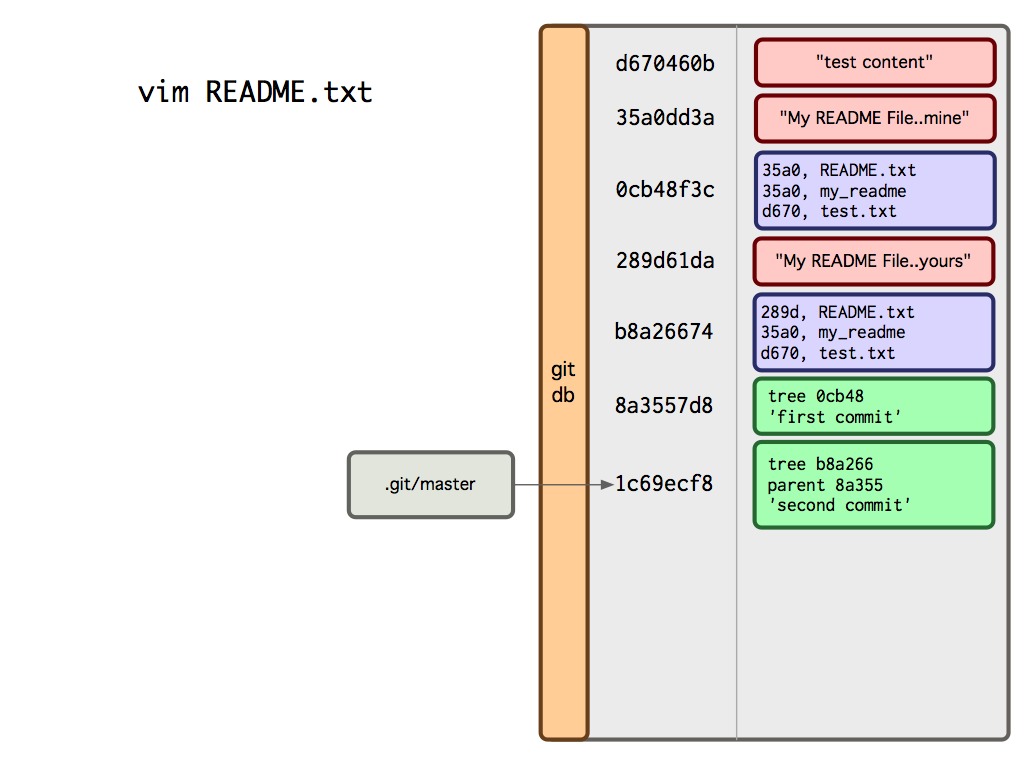 vim README.txt
git
db
.git/master
d670460b
"test content"
35a0dd3a
"My README File..mine"
0cb48f3c
35a0, README.txt
35a0, my_readme
d670, test.txt
289d61da
"My README File..yours"
b8a26674
289d, README.txt
35a0, my_readme
d670, test.txt
8a3557d8
tree 0cb48
'first commit'
1c69ecf8
tree b8a266
parent 8a355
'second commit'